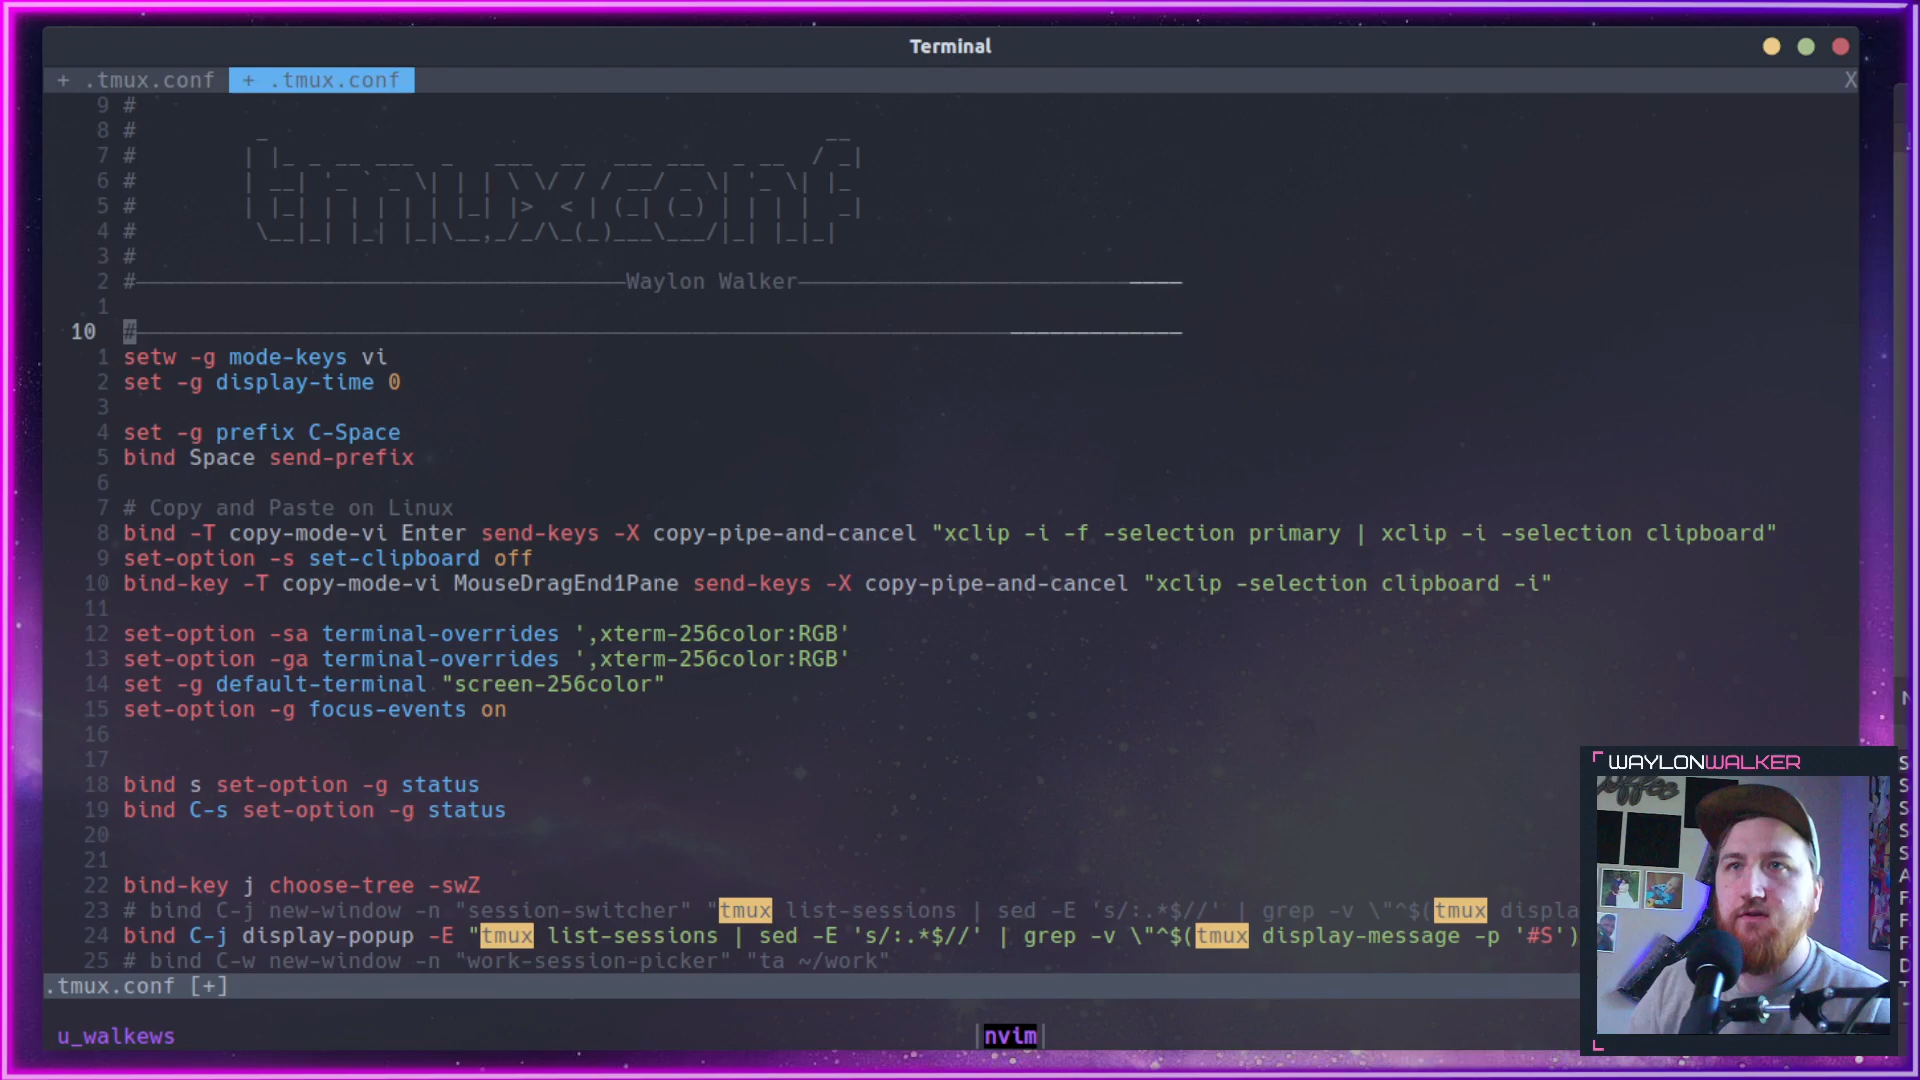 Terminal
+ .tmux.conf + .tmux.conf X
9 #
8 #
7 #
6 #
5 #
4 #
3 #
2 #Waylon Walker
1
10 #
1 setw -g mode-keys vi
2 set -g display-time 0
3
4 set -g prefix C-Space
5 bind Space send-prefix
6
7 # Copy and Paste on Linux
8 bind -T copy-mode-vi Enter send-keys -X copy-pipe-and-cancel "xclip -i -f -selection primary | xclip -i -selection clipboard"
9 set-option -s set-clipboard off
10 bind-key -T copy-mode-vi MouseDragEnd1Pane send-keys -X copy-pipe-and-cancel "xclip -selection clipboard -i"
11
12 set-option -sa terminal-overrides ',xterm-256color:RGB'
13 set-option -ga terminal-overrides ',xterm-256color:RGB'
14 set -g default-terminal "screen-256color"
15 set-option -g focus-events on
16
17
18 bind s set-option -g status
19 bind C-s set-option -g status
20
21
22 bind-key j choose-tree -swZ
23 # bind C-j new-window -n "session-switcher" "tmux list-sessions | sed -E 's/:.*$//' | grep -v \"^$(tmux displa
24 bind C-j display-popup -E "tmux list-sessions | sed -E 's/:.*$//' | grep -v \"^$(tmux display-message -p '#S')
25 # bind C-w new-window -n "work-session-picker" "ta ~/work"
.tmux.conf [+]
u_walkews |nvim|
WAYLONWALKER